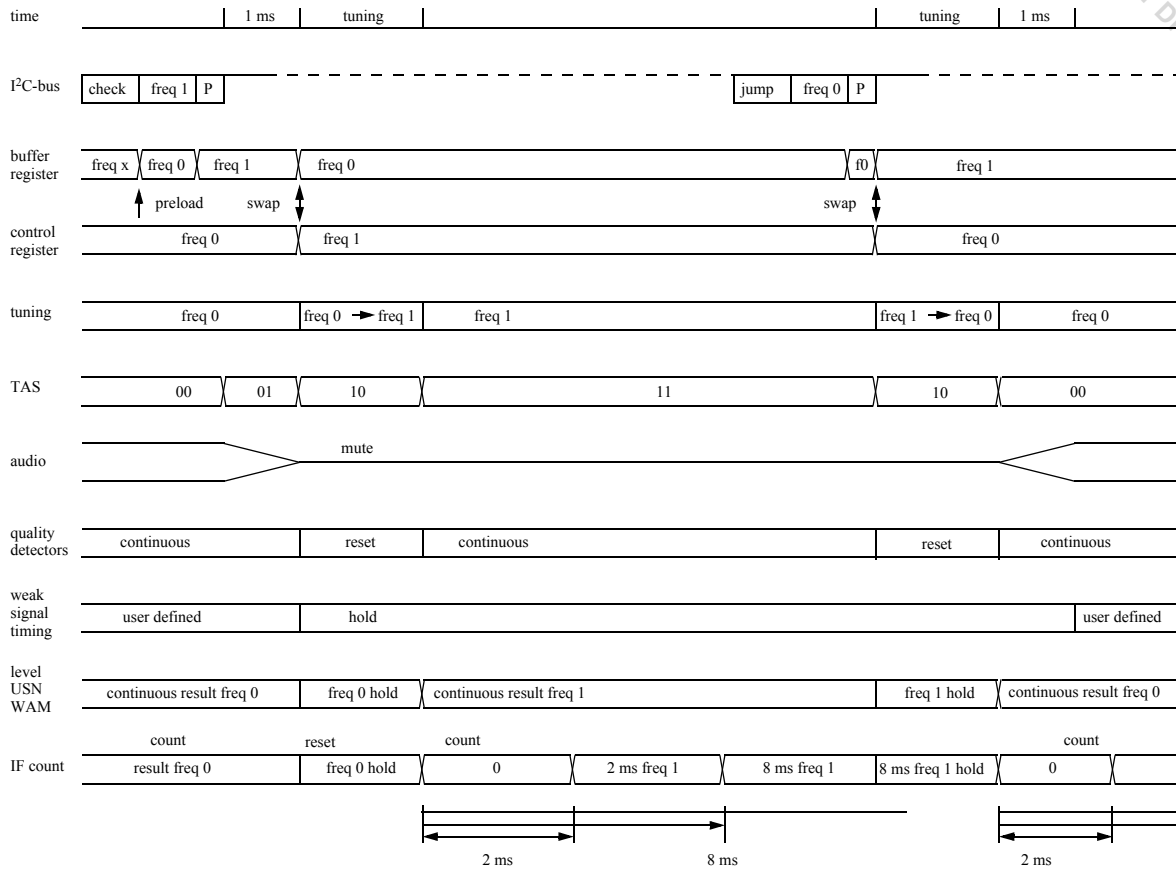 time 1 ms tuning tuning 1 ms
I²C-bus check freq 1 P jump freq 0 P
buffer register freq x freq 0 freq 1 freq 0 f0 freq 1
preload swap swap
control register freq 0 freq 1 freq 0
tuning freq 0 freq 0 freq 1 freq 1 freq 1 freq 0 freq 0
TAS 00 01 10 11 10 00
audio mute
quality detectors continuous reset continuous reset continuous
weak signal timing user defined hold user defined
level USN WAM continuous result freq 0 freq 0 hold continuous result freq 1 freq 1 hold continuous result freq 0
count reset count count
IF count result freq 0 freq 0 hold 0 2 ms freq 1 8 ms freq 1 8 ms freq 1 hold 0
2 ms 8 ms 2 ms